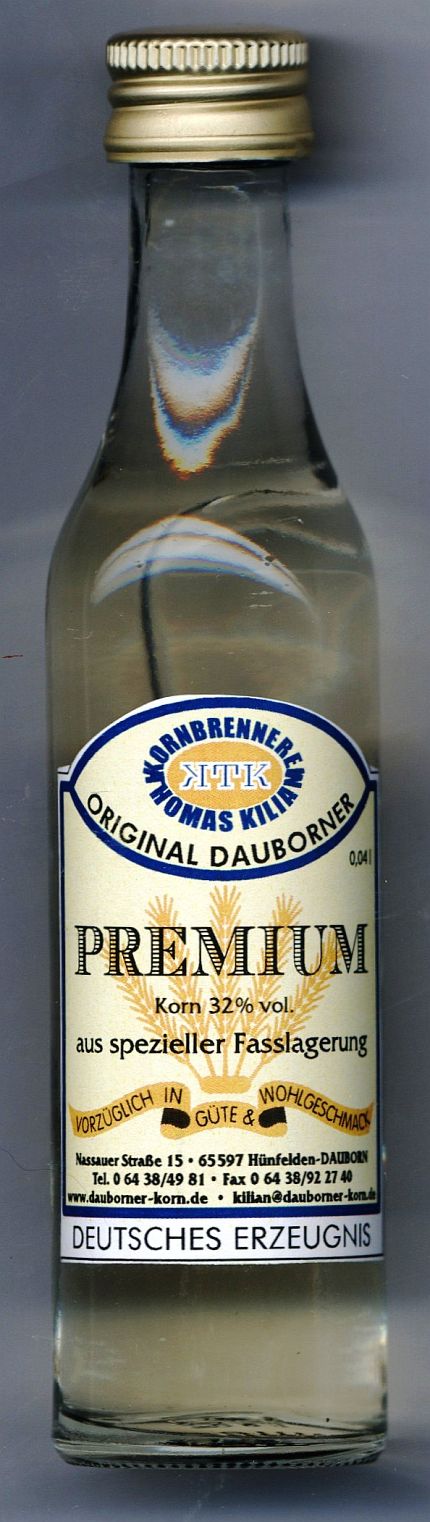 KORNBRENNEREI
KTK
THOMAS KILIAN
ORIGINAL DAUBORNER
0,04 l
PREMIUM
Korn 32% vol.
aus spezieller Fasslagerung
VORZÜGLICH IN GÜTE & WOHLGESCHMACK
Nassauer Straße 15 • 65597 Hünfelden-DAUBORN
Tel. 0 64 38/49 81 • Fax 0 64 38/92 27 40
www.dauborner-korn.de • kilian@dauborner-korn.de
DEUTSCHES ERZEUGNIS